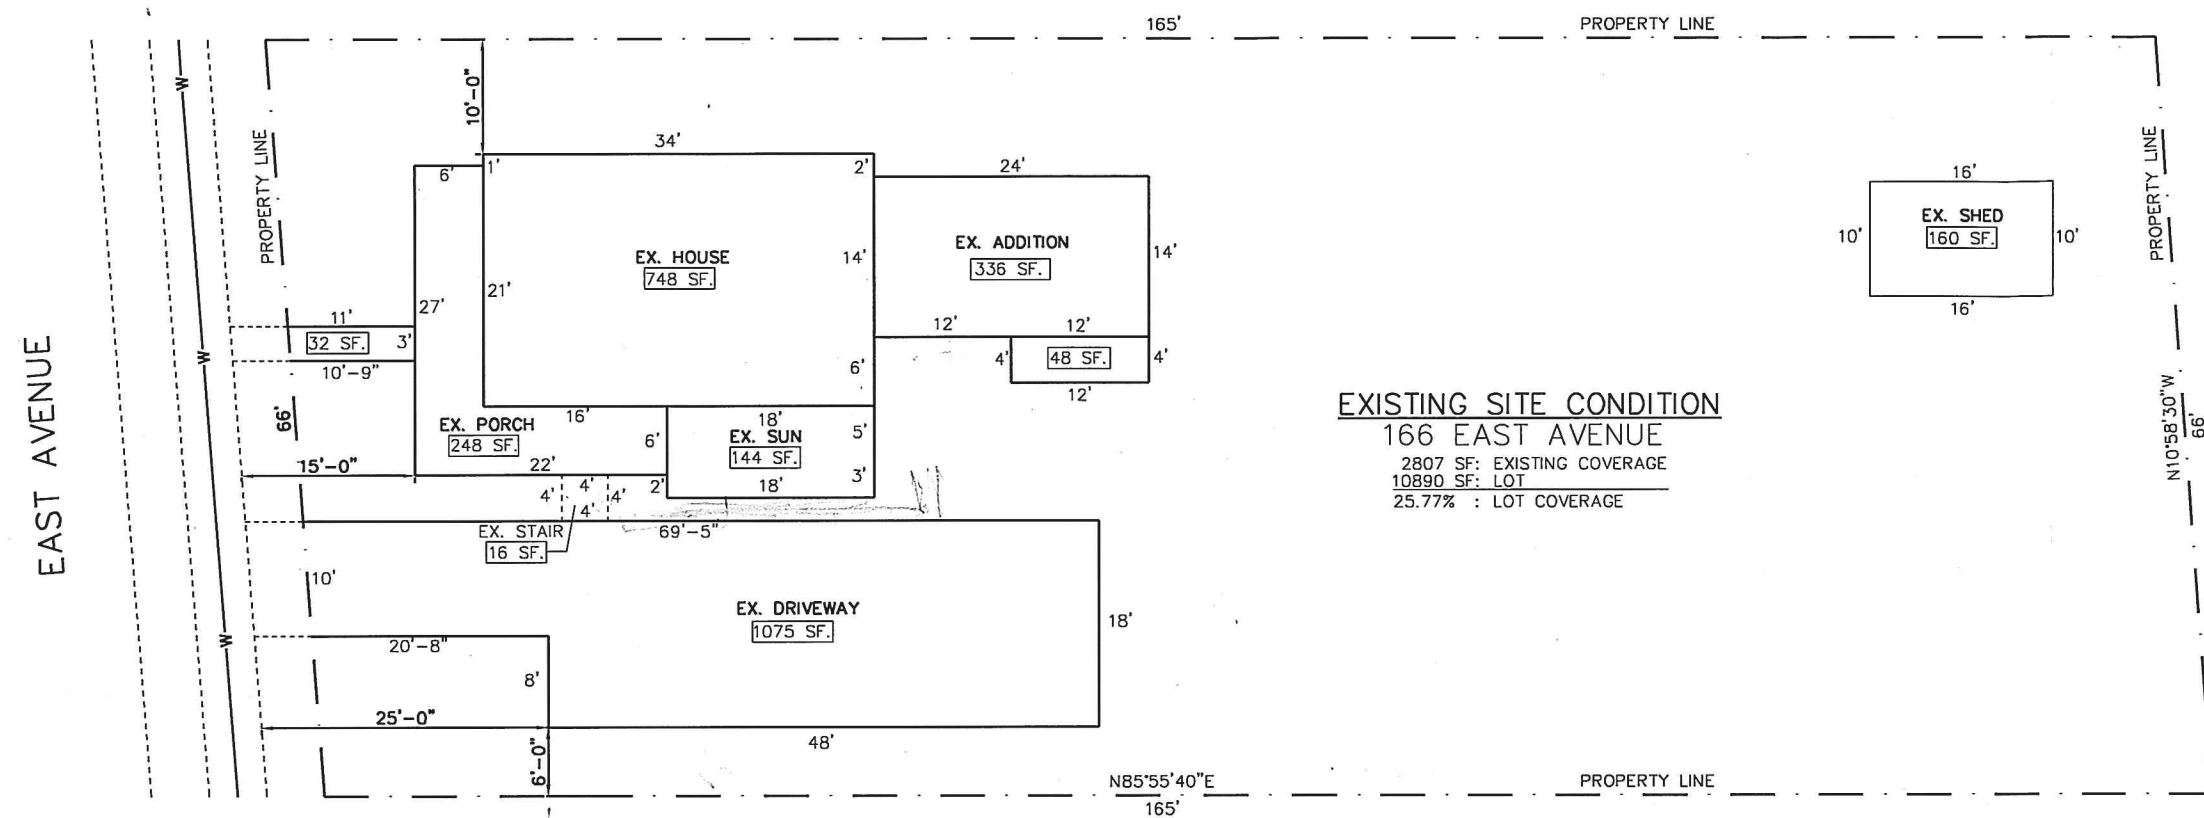 165'
PROPERTY LINE
W
10'-0"
PROPERTY LINE
34'
6'
1'
2'
24'
16'
PROPERTY LINE
EX. SHED
160 SF.
10'
10'
16'
EX. HOUSE
748 SF.
14'
EX. ADDITION
336 SF.
14'
21'
27'
11'
32 SF.
3'
10'-9"
W
12'
12'
4'
48 SF.
4'
12'
6'
EAST AVENUE
66'
16'
EX. PORCH
248 SF.
6'
18'
EX. SUN
144 SF.
5'
3'
15'-0"
22'
2'
18'
4'
4'
4'
4'
EX. STAIR
16 SF.
69'-5"
EXISTING SITE CONDITION
166 EAST AVENUE
2807 SF: EXISTING COVERAGE
10890 SF: LOT
25.77% : LOT COVERAGE
N10°58'30"W
66'
10'
EX. DRIVEWAY
1075 SF.
18'
W
20'-8"
8'
25'-0"
48'
6'-0"
N85°55'40"E
165'
PROPERTY LINE